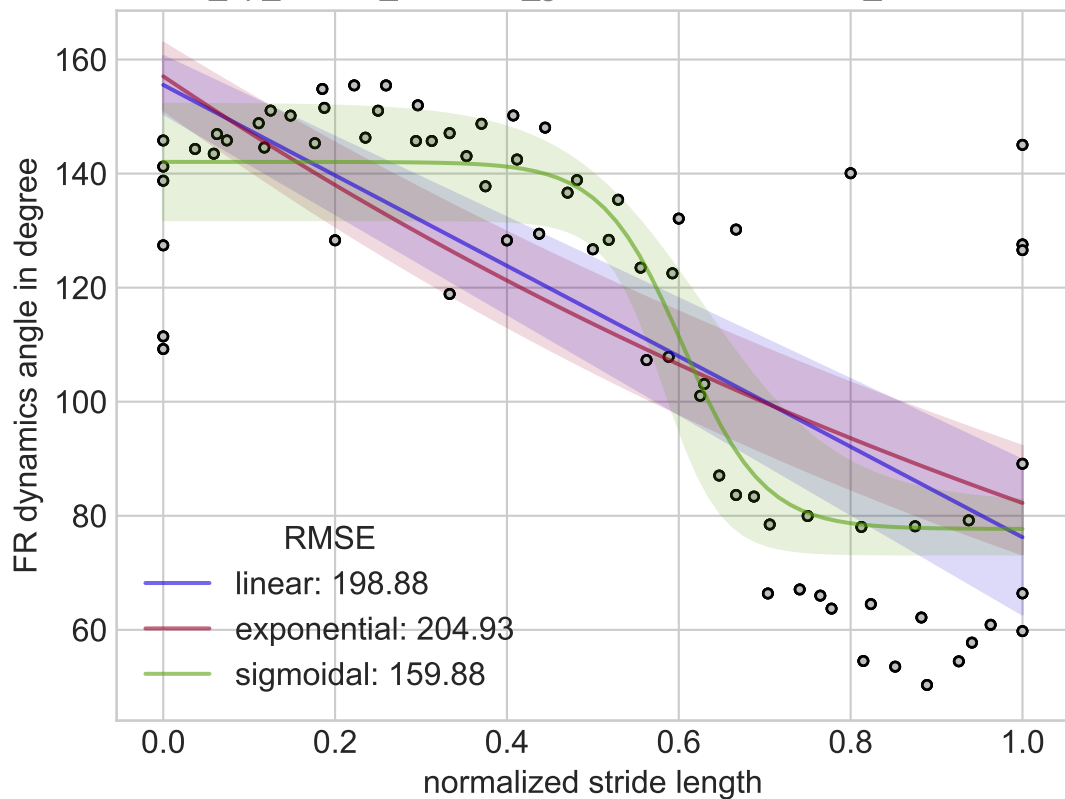 160
140
120
100
80
60
FR dynamics angle in degree
RMSE
linear: 198.88
exponential: 204.93
sigmoidal: 159.88
0.0 0.2 0.4 0.6 0.8 1.0
normalized stride length